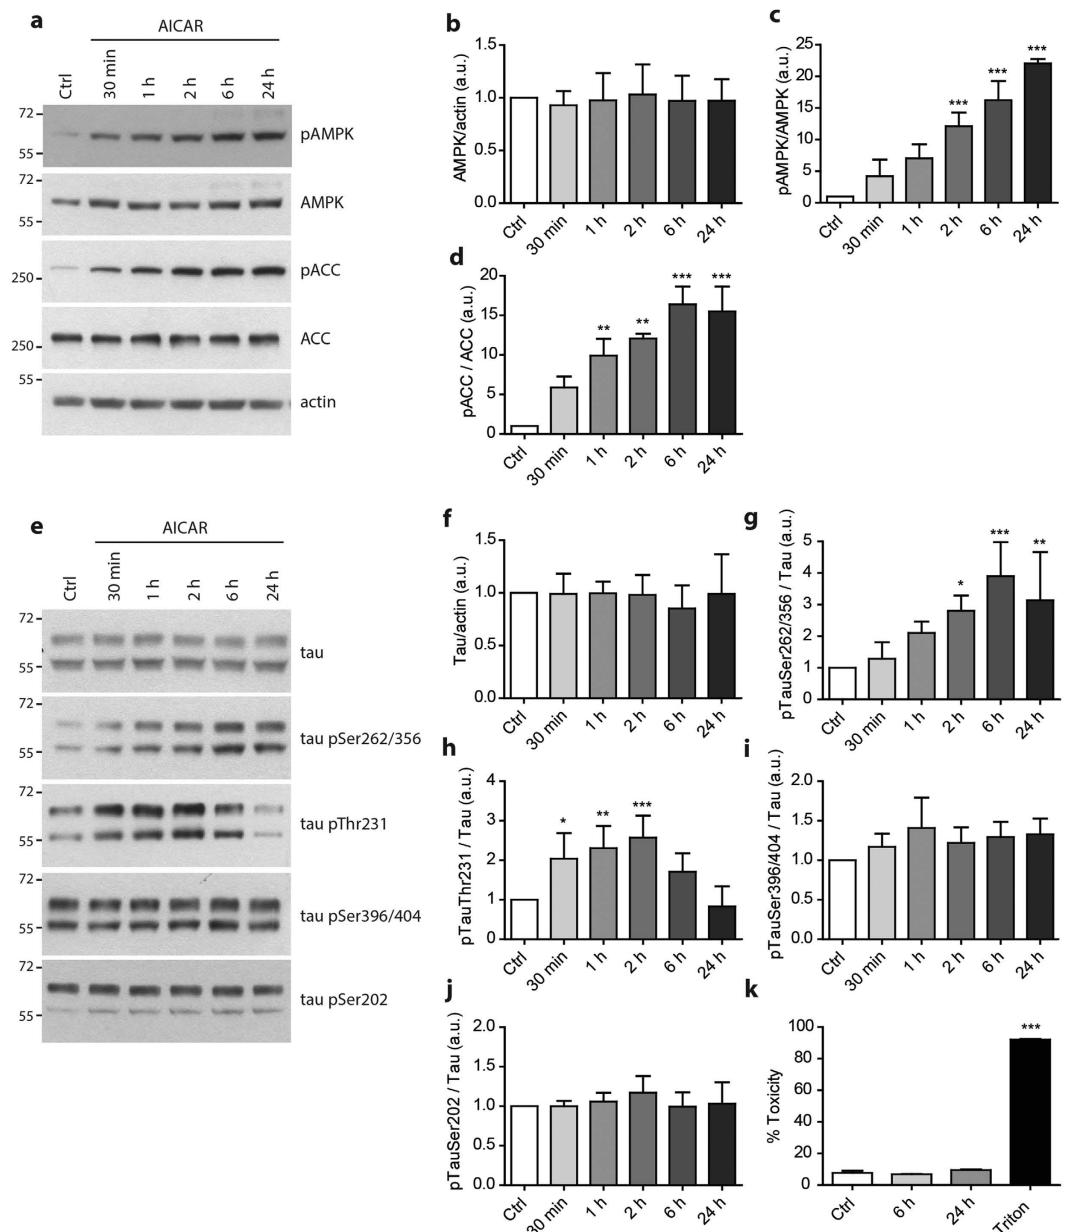 a
AICAR
Ctrl
30 min
1 h
2 h
6 h
24 h
72
55
pAMPK
72
55
AMPK
250
pACC
250
ACC
55
actin
b
AMPK/actin (a.u.)
1.5
1.0
0.5
0.0
Ctrl
30 min
1 h
2 h
6 h
24 h
c
pAMPK/AMPK (a.u.)
25
20
15
10
5
0
***
***
***
Ctrl
30 min
1 h
2 h
6 h
24 h
d
pACC / ACC (a.u.)
20
15
10
5
0
**
**
***
***
Ctrl
30 min
1 h
2 h
6 h
24 h
e
AICAR
Ctrl
30 min
1 h
2 h
6 h
24 h
72
55
tau
72
55
tau pSer262/356
72
55
tau pThr231
72
55
tau pSer396/404
72
55
tau pSer202
f
Tau/actin (a.u.)
1.5
1.0
0.5
0.0
Ctrl
30 min
1 h
2 h
6 h
24 h
g
pTauSer262/356 / Tau (a.u.)
5
4
3
2
1
0
*
***
**
Ctrl
30 min
1 h
2 h
6 h
24 h
h
pTauThr231 / Tau (a.u.)
4
3
2
1
0
*
**
***
Ctrl
30 min
1 h
2 h
6 h
24 h
i
pTauSer396/404 / Tau (a.u.)
2.0
1.5
1.0
0.5
0.0
Ctrl
30 min
1 h
2 h
6 h
24 h
j
pTauSer202 / Tau (a.u.)
2.0
1.5
1.0
0.5
0.0
Ctrl
30 min
1 h
2 h
6 h
24 h
k
% Toxicity
100
80
60
40
20
0
***
Ctrl
6 h
24 h
Triton